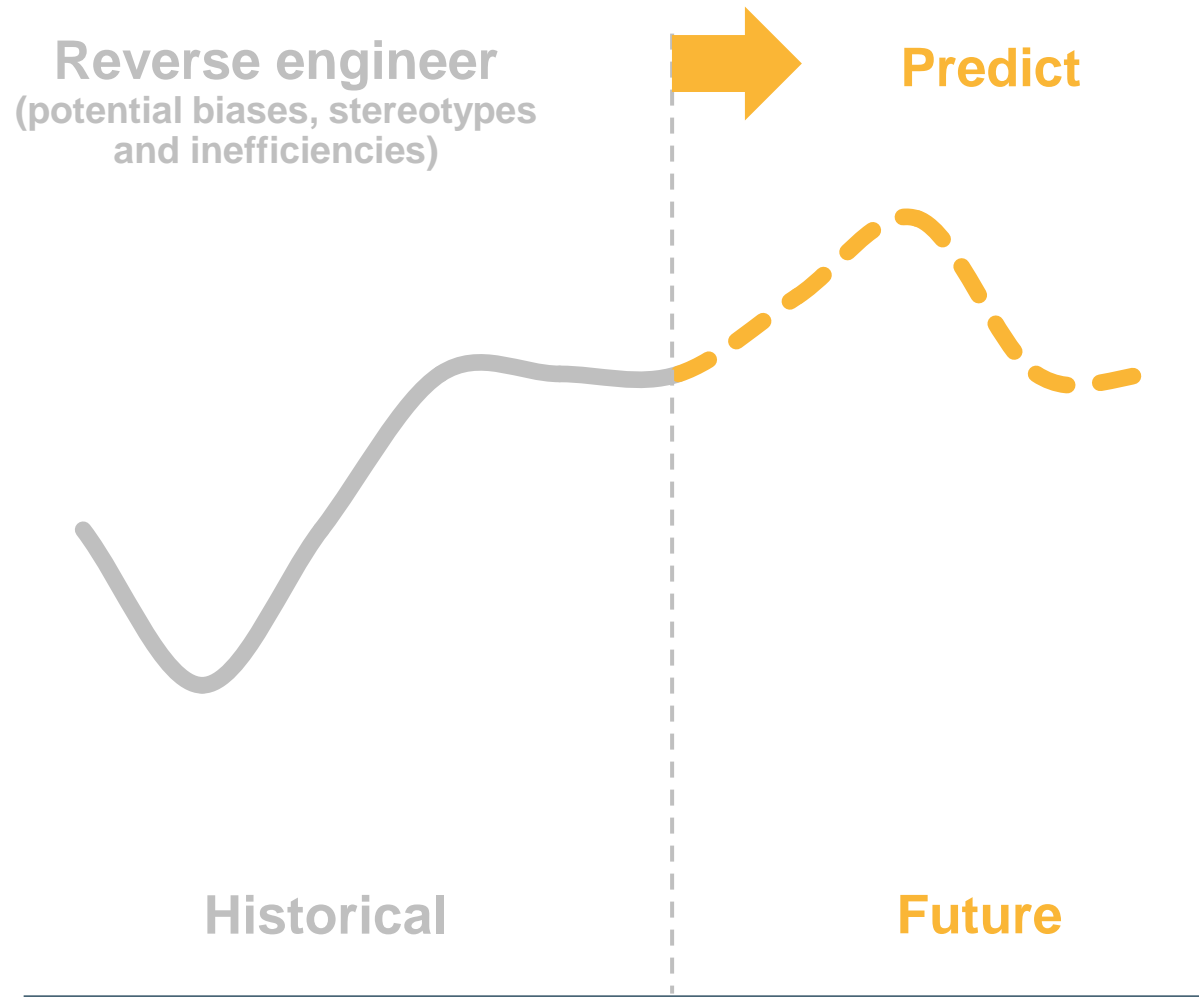 Reverse engineer
(potential biases, stereotypes
and inefficiencies)
Predict
Historical
Future